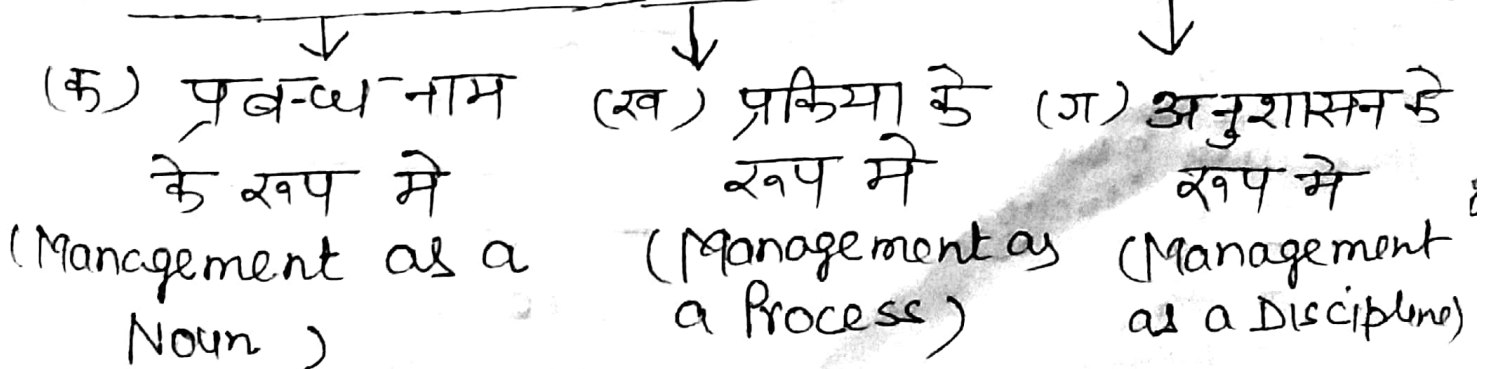 (क) प्रबन्ध नाम (ख) प्रकिया के (ग) अनुशासन के
के रूप मे रूप मे रूप मे
(Management as a (Management as (Management
Noun) a Process) as a Discipline)